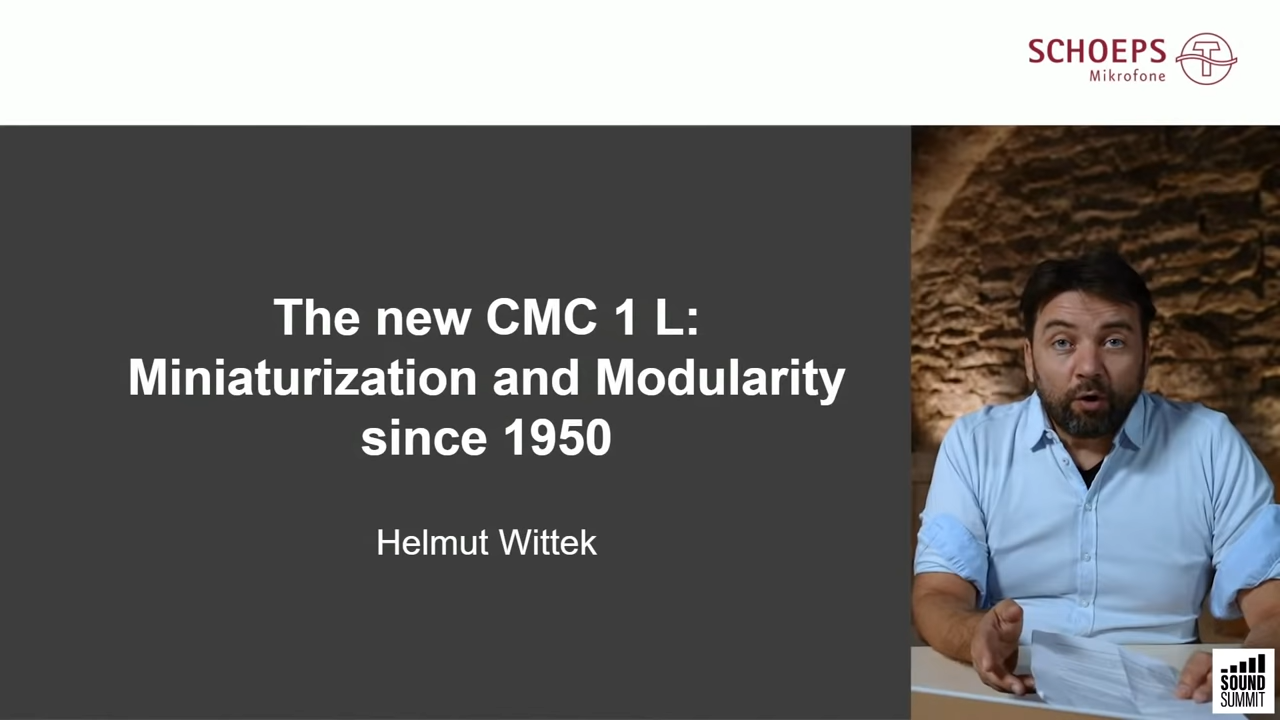 SCHOEPS
Mikrofone
The new CMC 1 L:
Miniaturization and Modularity
since 1950
Helmut Wittek
SOUND
SUMMIT